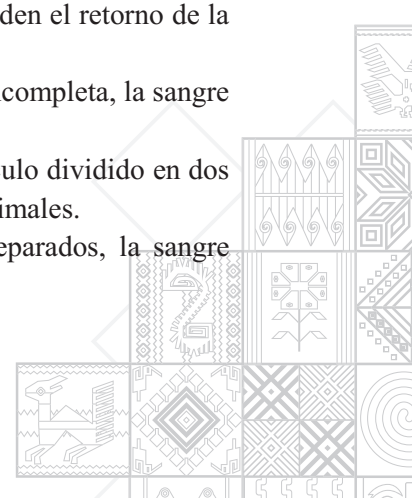 den el retorno de la
completa, la sangre
ulo dividido en dos
imales.
eparados, la sangre